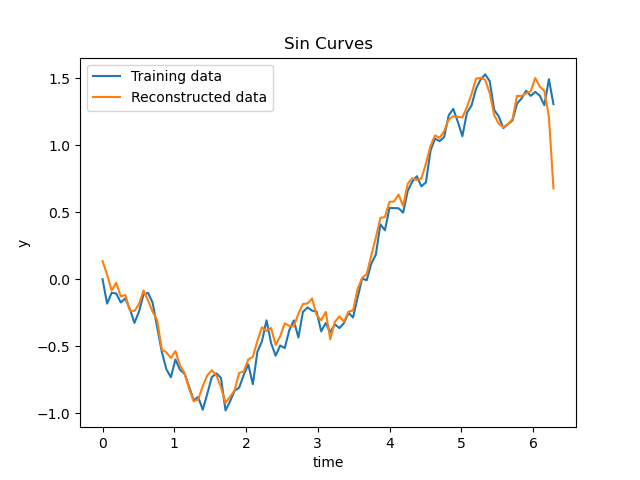 Sin Curves
Training data
Reconstructed data
1.5
1.0
0.5
0.0
−0.5
−1.0
y
0 1 2 3 4 5 6
time